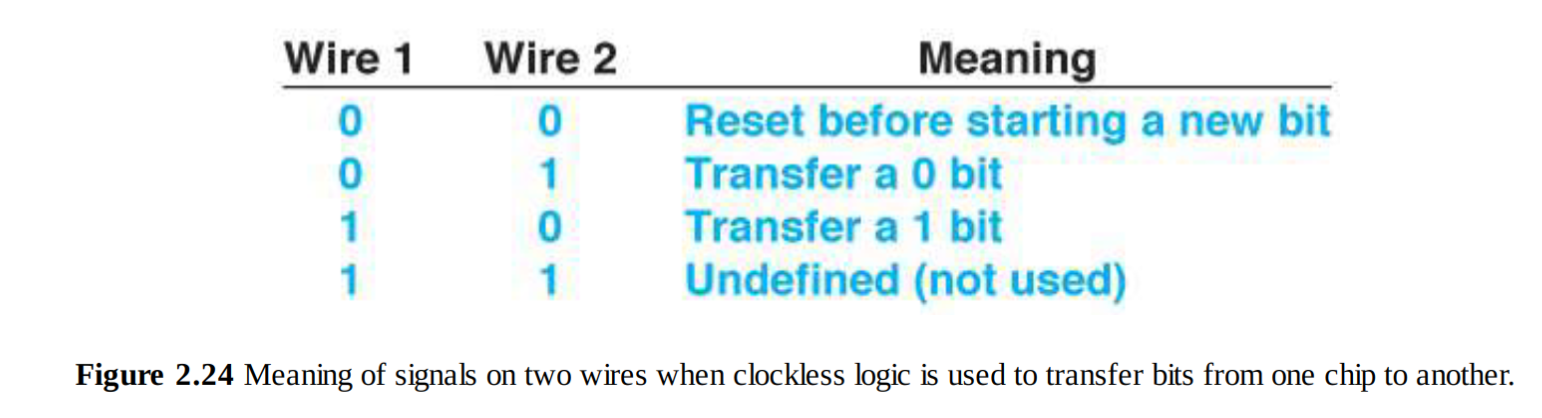 Wire 1 Wire 2 Meaning
0 0 Reset before starting a new bit
0 1 Transfer a 0 bit
1 0 Transfer a 1 bit
1 1 Undefined (not used)
Figure 2.24 Meaning of signals on two wires when clockless logic is used to transfer bits from one chip to another.